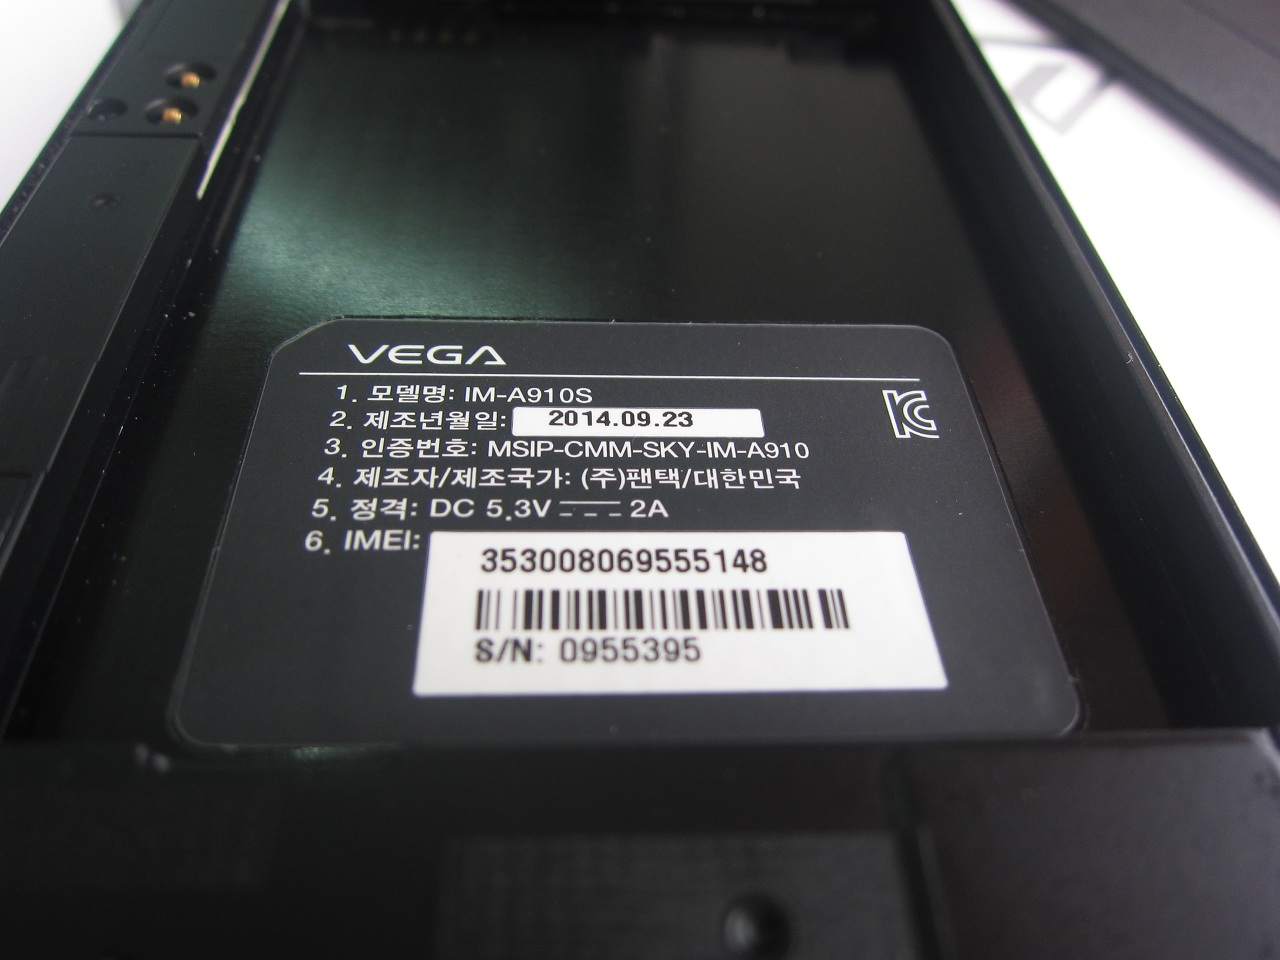 VEGA
1. 모델명: IM-A910S
2. 제조년월일: 2014.09.23
3. 인증번호: MSIP-CMM-SKY-IM-A910
4. 제조자/제조국가: (주)팬택/대한민국
5. 정격: DC 5.3V ⎓ 2A
6. IMEI: 353008069555148
S/N: 0955395